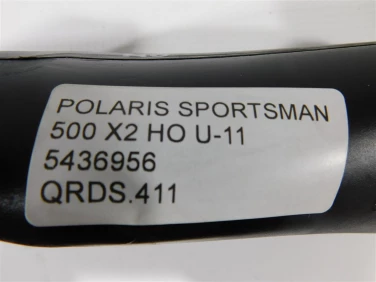 POLARIS SPORTSMAN
500 X2 HO U-11
5436956
QRDS.411